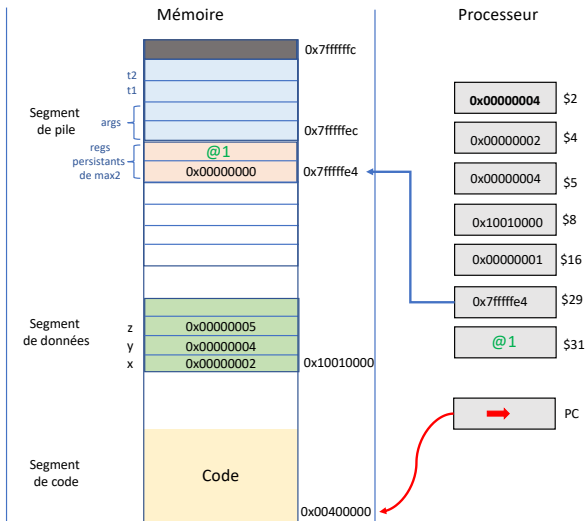 Mémoire
Processeur
0x7ffffffc
t2
t1
args
Segment
de pile
0x7fffffec
regs
persistants
de max2
@1
0x00000000
0x7fffffe4
0x00000004 $2
0x00000002 $4
0x00000004 $5
0x10010000 $8
0x00000001 $16
0x7fffffe4 $29
@1 $31
PC
Segment
de données
z 0x00000005
y 0x00000004
x 0x00000002 0x10010000
Segment
de code
Code
0x00400000